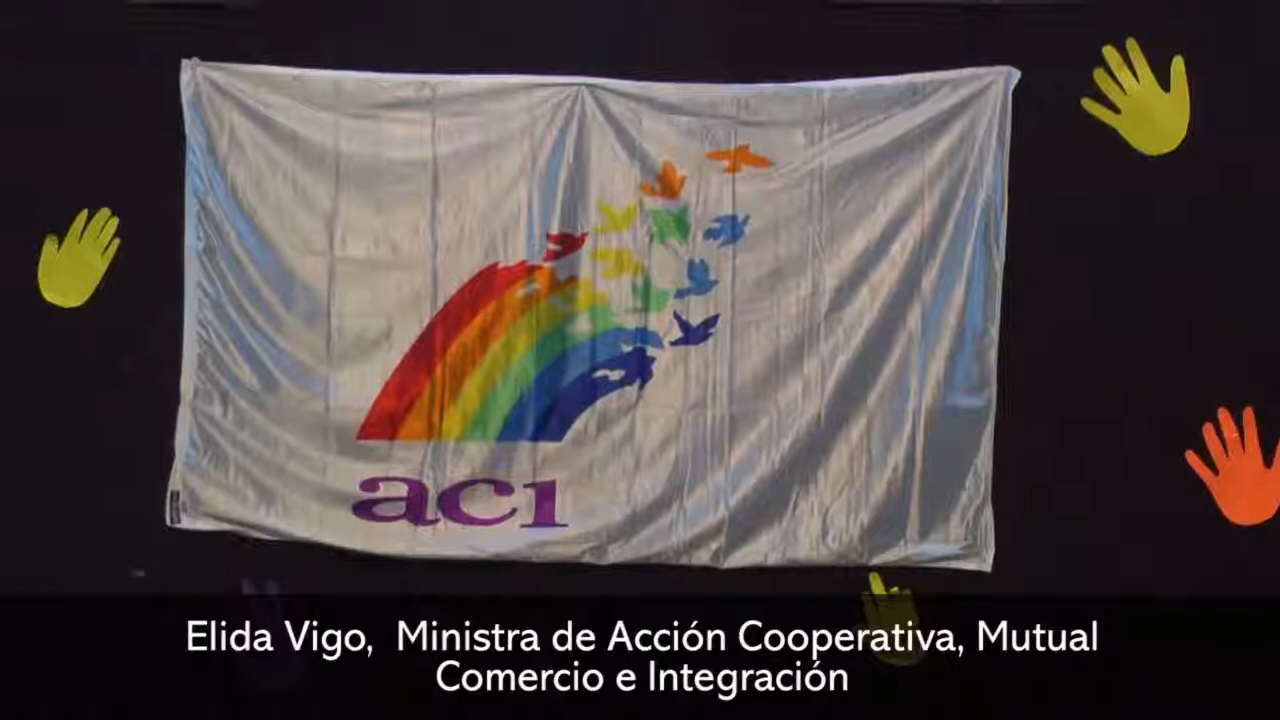 aci
Elida Vigo,  Ministra de Acción Cooperativa, Mutual
Comercio e Integración